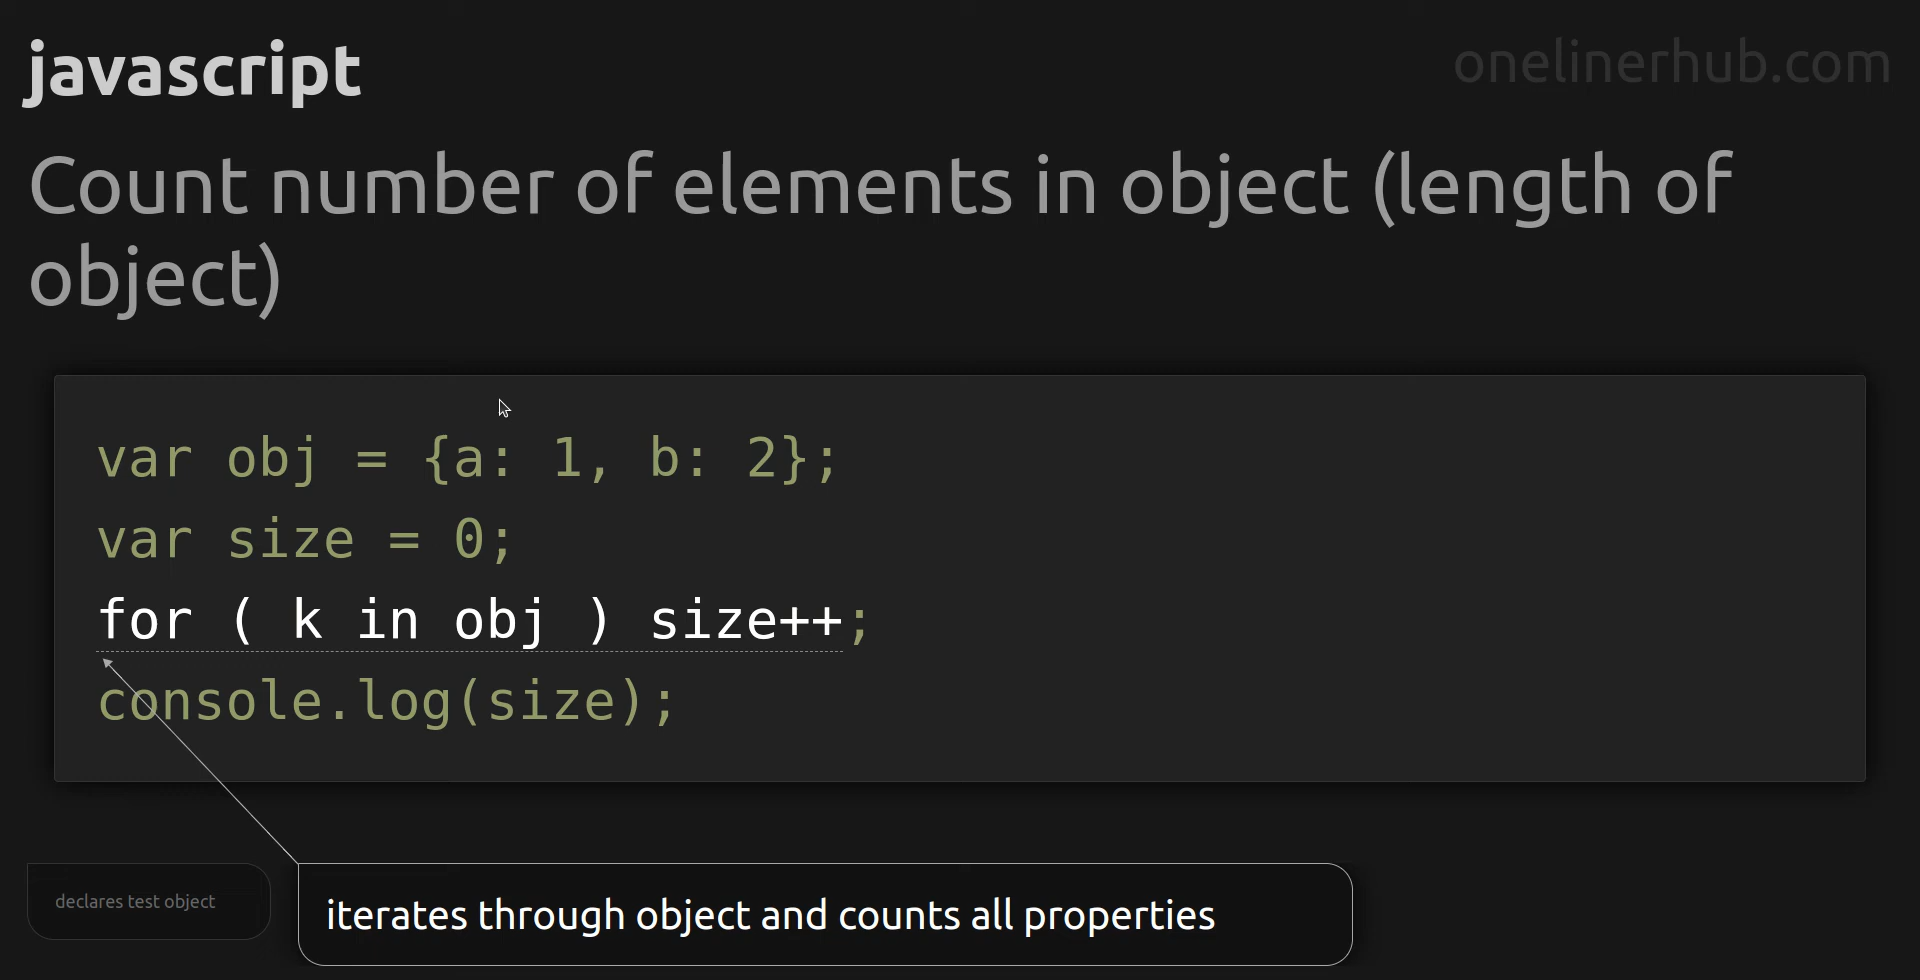 javascript
onelinerhub.com
Count number of elements in object (length of
object)
var obj = {a: 1, b: 2};
var size = 0;
for ( k in obj ) size++;
console.log(size);
declares test object
iterates through object and counts all properties